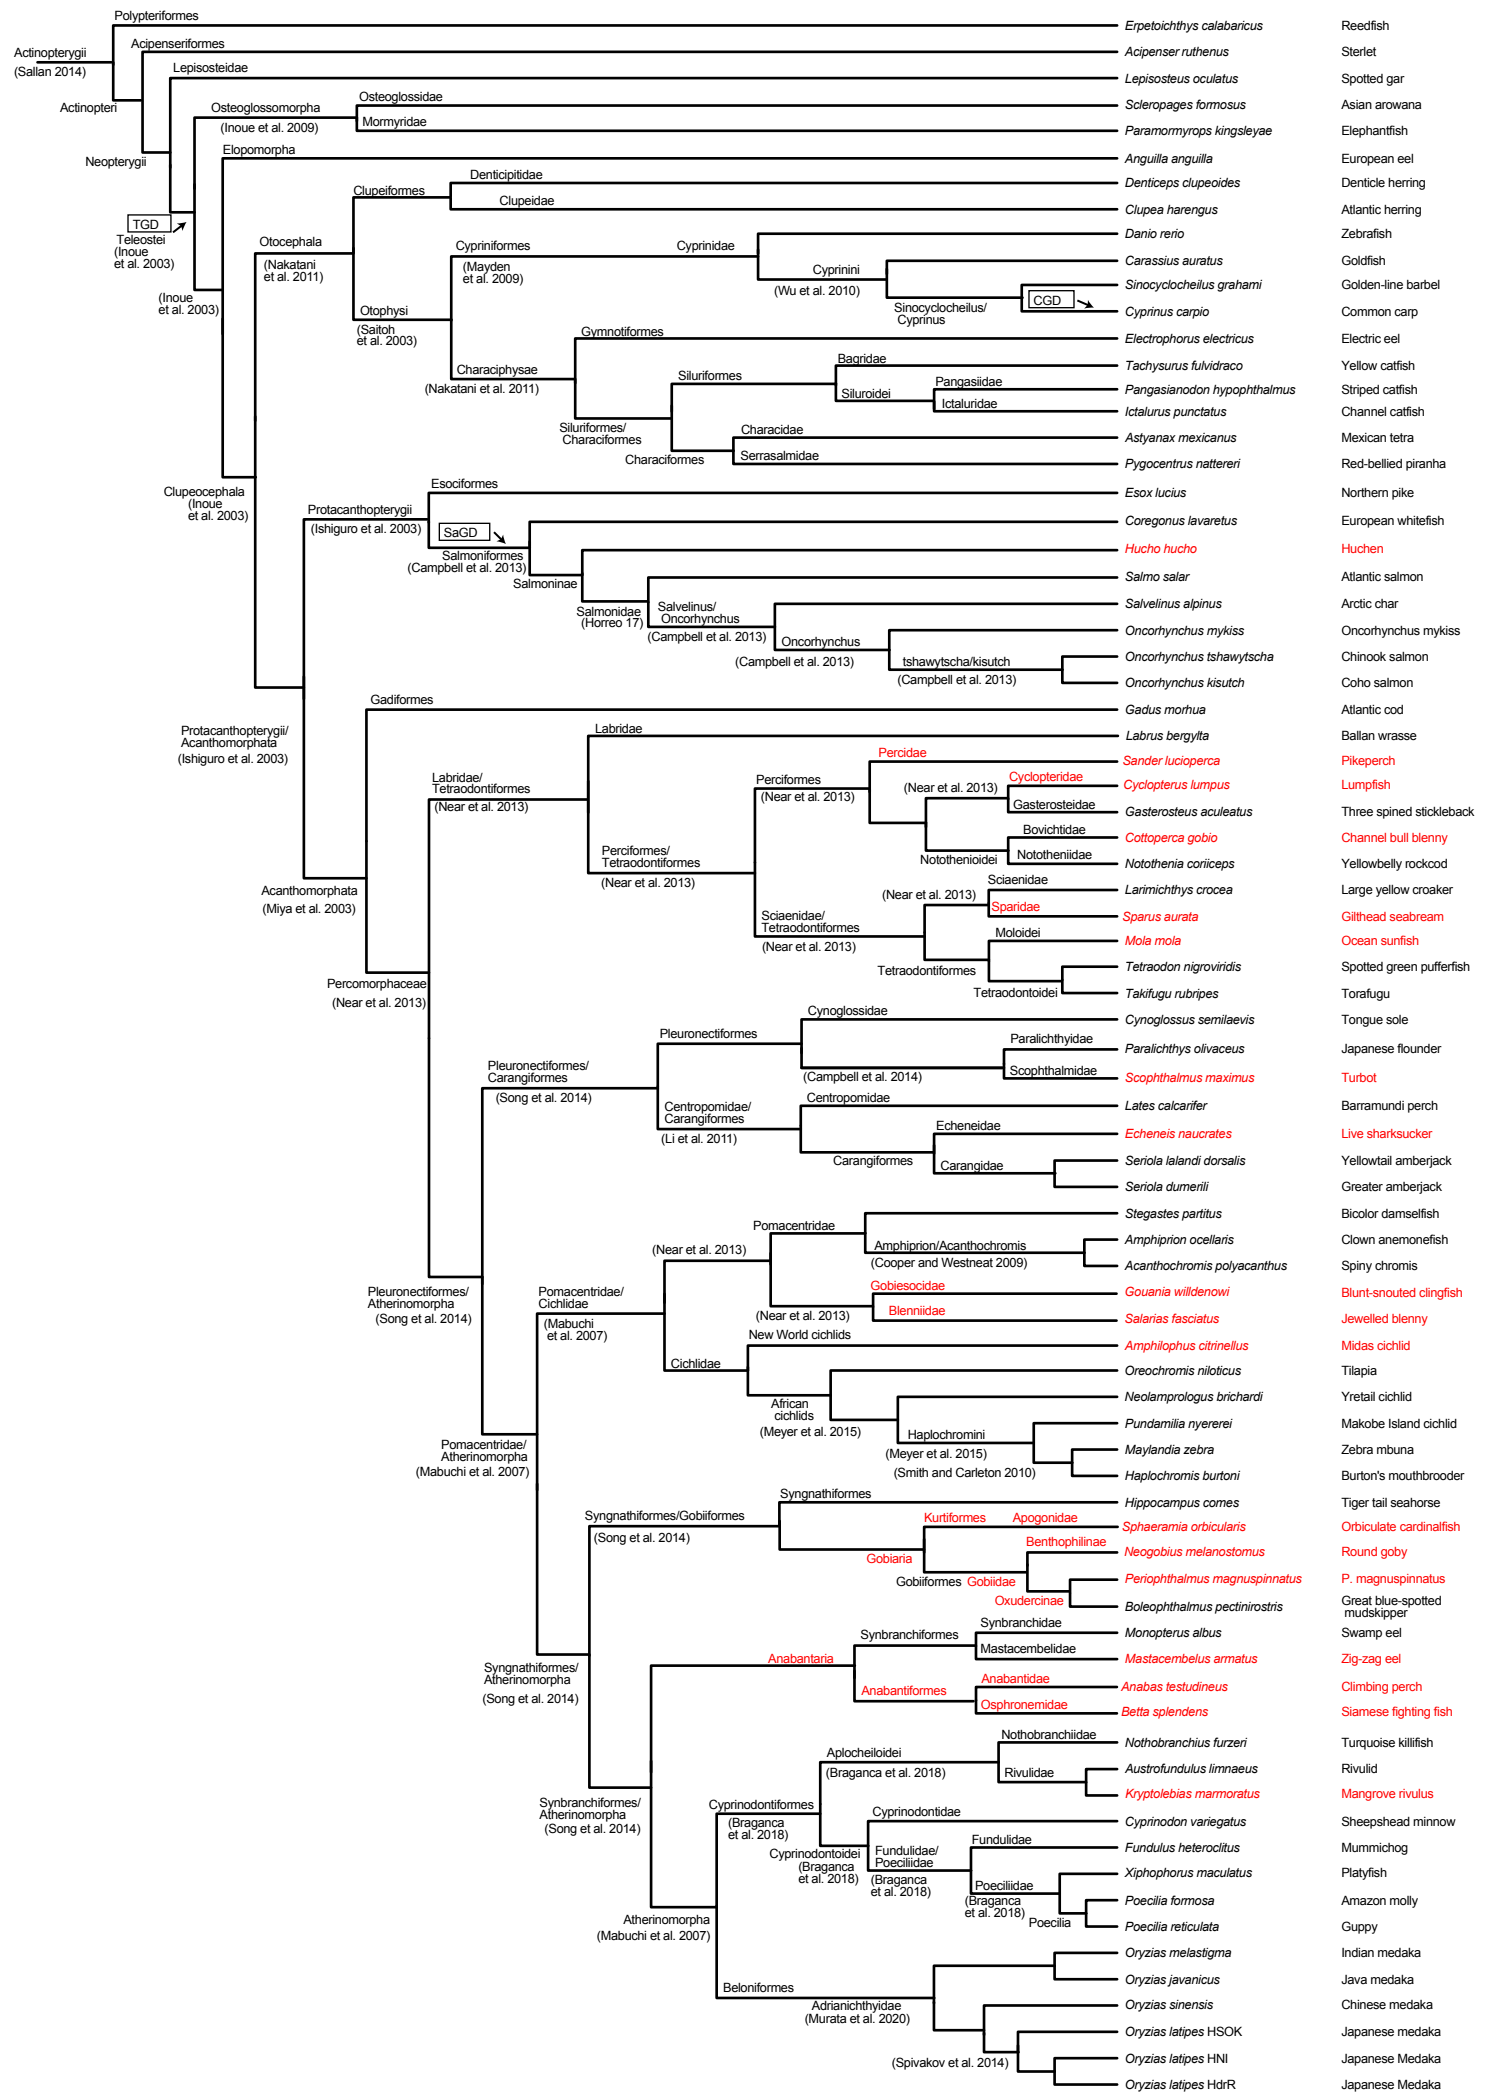 Polypteriformes
Erpetoichthys calabaricus Reedfish
Actinopterygii
(Sallan 2014)
Acipenseriformes
Acipenser ruthenus Sterlet
Actinopteri
Lepisosteidae
Lepisosteus oculatus Spotted gar
Neopterygii
Osteoglossomorpha
(Inoue et al. 2009)
Osteoglossidae
Scleropages formosus Asian arowana
Mormyridae
Paramormyrops kingsleyae Elephantfish
TGD
Teleostei
(Inoue
et al. 2003)
Elopomorpha
Anguilla anguilla European eel
(Inoue
et al. 2003)
Clupeiformes
Denticipitidae
Denticeps clupeoides Denticle herring
Clupeidae
Clupea harengus Atlantic herring
Otocephala
(Nakatani
et al. 2011)
Cypriniformes
(Mayden
et al. 2009)
Cyprinidae
Danio rerio Zebrafish
Cyprinini
(Wu et al. 2010)
Carassius auratus Goldfish
Sinocyclocheilus grahami Golden-line barbel
Sinocyclocheilus/
Cyprinus
CGD
Cyprinus carpio Common carp
Otophysi
(Saitoh
et al. 2003)
Gymnotiformes
Electrophorus electricus Electric eel
Characiphysae
(Nakatani et al. 2011)
Siluriformes
Bagridae
Tachysurus fulvidraco Yellow catfish
Siluroidei
Pangasiidae
Pangasianodon hypophthalmus Striped catfish
Ictaluridae
Ictalurus punctatus Channel catfish
Siluriformes/
Characiformes
Characidae
Astyanax mexicanus Mexican tetra
Characiformes
Serrasalmidae
Pygocentrus nattereri Red-bellied piranha
Clupeocephala
(Inoue
et al. 2003)
Protacanthopterygii
(Ishiguro et al. 2003)
Esociformes
Esox lucius Northern pike
SaGD
Salmoniformes
(Campbell et al. 2013)
Coregonus lavaretus European whitefish
Salmoninae
Hucho hucho Huchen
Salmonidae
(Horreo 17)
Salmo salar Atlantic salmon
Salvelinus/
Oncorhynchus
(Campbell et al. 2013)
Salvelinus alpinus Arctic char
Oncorhynchus
(Campbell et al. 2013)
Oncorhynchus mykiss Oncorhynchus mykiss
tshawytscha/kisutch
(Campbell et al. 2013)
Oncorhynchus tshawytscha Chinook salmon
Oncorhynchus kisutch Coho salmon
Protacanthopterygii/
Acanthomorphata
(Ishiguro et al. 2003)
Gadiformes
Gadus morhua Atlantic cod
Labridae
Labrus bergylta Ballan wrasse
Labridae/
Tetraodontiformes
(Near et al. 2013)
Perciformes
(Near et al. 2013)
Percidae
Sander lucioperca Pikeperch
(Near et al. 2013)
Cyclopteridae
Cyclopterus lumpus Lumpfish
Gasterosteidae
Gasterosteus aculeatus Three spined stickleback
Bovichtidae
Cottoperca gobio Channel bull blenny
Notothenioidei
Nototheniidae
Notothenia coriiceps Yellowbelly rockcod
Perciformes/
Tetraodontiformes
(Near et al. 2013)
Acanthomorphata
(Miya et al. 2003)
(Near et al. 2013)
Sciaenidae
Larimichthys crocea Large yellow croaker
Sparidae
Sparus aurata Gilthead seabream
Sciaenidae/
Tetraodontiformes
(Near et al. 2013)
Moloidei
Mola mola Ocean sunfish
Tetraodontiformes
Tetraodon nigroviridis Spotted green pufferfish
Tetraodontoidei
Takifugu rubripes Torafugu
Percomorphaceae
(Near et al. 2013)
Cynoglossidae
Cynoglossus semilaevis Tongue sole
Pleuronectiformes
Paralichthyidae
Paralichthys olivaceus Japanese flounder
(Campbell et al. 2014)
Scophthalmidae
Scophthalmus maximus Turbot
Pleuronectiformes/
Carangiformes
(Song et al. 2014)
Centropomidae/
Carangiformes
(Li et al. 2011)
Centropomidae
Lates calcarifer Barramundi perch
Echeneidae
Echeneis naucrates Live sharksucker
Carangiformes
Carangidae
Seriola lalandi dorsalis Yellowtail amberjack
Seriola dumerili Greater amberjack
Pomacentridae
Stegastes partitus Bicolor damselfish
(Near et al. 2013)
Amphiprion/Acanthochromis
(Cooper and Westneat 2009)
Amphiprion ocellaris Clown anemonefish
Acanthochromis polyacanthus Spiny chromis
Pleuronectiformes/
Atherinomorpha
(Song et al. 2014)
Pomacentridae/
Cichlidae
(Mabuchi
et al. 2007)
Gobiesocidae
Gouania willdenowi Blunt-snouted clingfish
(Near et al. 2013)
Blenniidae
Salarias fasciatus Jewelled blenny
New World cichlids
Amphilophus citrinellus Midas cichlid
Cichlidae
Oreochromis niloticus Tilapia
African
cichlids
(Meyer et al. 2015)
Neolamprologus brichardi Yretail cichlid
Haplochromini
(Meyer et al. 2015)
(Smith and Carleton 2010)
Pundamilia nyererei Makobe Island cichlid
Maylandia zebra Zebra mbuna
Haplochromis burtoni Burton's mouthbrooder
Pomacentridae/
Atherinomorpha
(Mabuchi et al. 2007)
Syngnathiformes
Hippocampus comes Tiger tail seahorse
Syngnathiformes/Gobiiformes
(Song et al. 2014)
Kurtiformes Apogonidae
Sphaeramia orbicularis Orbiculate cardinalfish
Gobiaria
Benthophilinae
Neogobius melanostomus Round goby
Gobiiformes Gobiidae
Periophthalmus magnuspinnatus P. magnuspinnatus
Oxudercinae
Boleophthalmus pectinirostris Great blue-spotted
mudskipper
Syngnathiformes/
Atherinomorpha
(Song et al. 2014)
Synbranchiformes
Synbranchidae
Monopterus albus Swamp eel
Mastacembelidae
Mastacembelus armatus Zig-zag eel
Anabantaria
Anabantiformes
Anabantidae
Anabas testudineus Climbing perch
Osphronemidae
Betta splendens Siamese fighting fish
Synbranchiformes/
Atherinomorpha
(Song et al. 2014)
Aplocheiloidei
(Braganca et al. 2018)
Nothobranchiidae
Nothobranchius furzeri Turquoise killifish
Rivulidae
Austrofundulus limnaeus Rivulid
Kryptolebias marmoratus Mangrove rivulus
Cyprinodontiformes
(Braganca
et al. 2018)
Cyprinodontidae
Cyprinodon variegatus Sheepshead minnow
Cyprinodontoidei
(Braganca
et al. 2018)
Fundulidae/
Poeciliidae
(Braganca
et al. 2018)
Fundulidae
Fundulus heteroclitus Mummichog
Poeciliidae
(Braganca
et al. 2018)
Xiphophorus maculatus Platyfish
Poecilia
Poecilia formosa Amazon molly
Poecilia reticulata Guppy
Atherinomorpha
(Mabuchi et al. 2007)
Beloniformes
Adrianichthyidae
(Murata et al. 2020)
Oryzias melastigma Indian medaka
Oryzias javanicus Java medaka
Oryzias sinensis Chinese medaka
Oryzias latipes HSOK Japanese medaka
(Spivakov et al. 2014)
Oryzias latipes HNI Japanese Medaka
Oryzias latipes HdrR Japanese Medaka